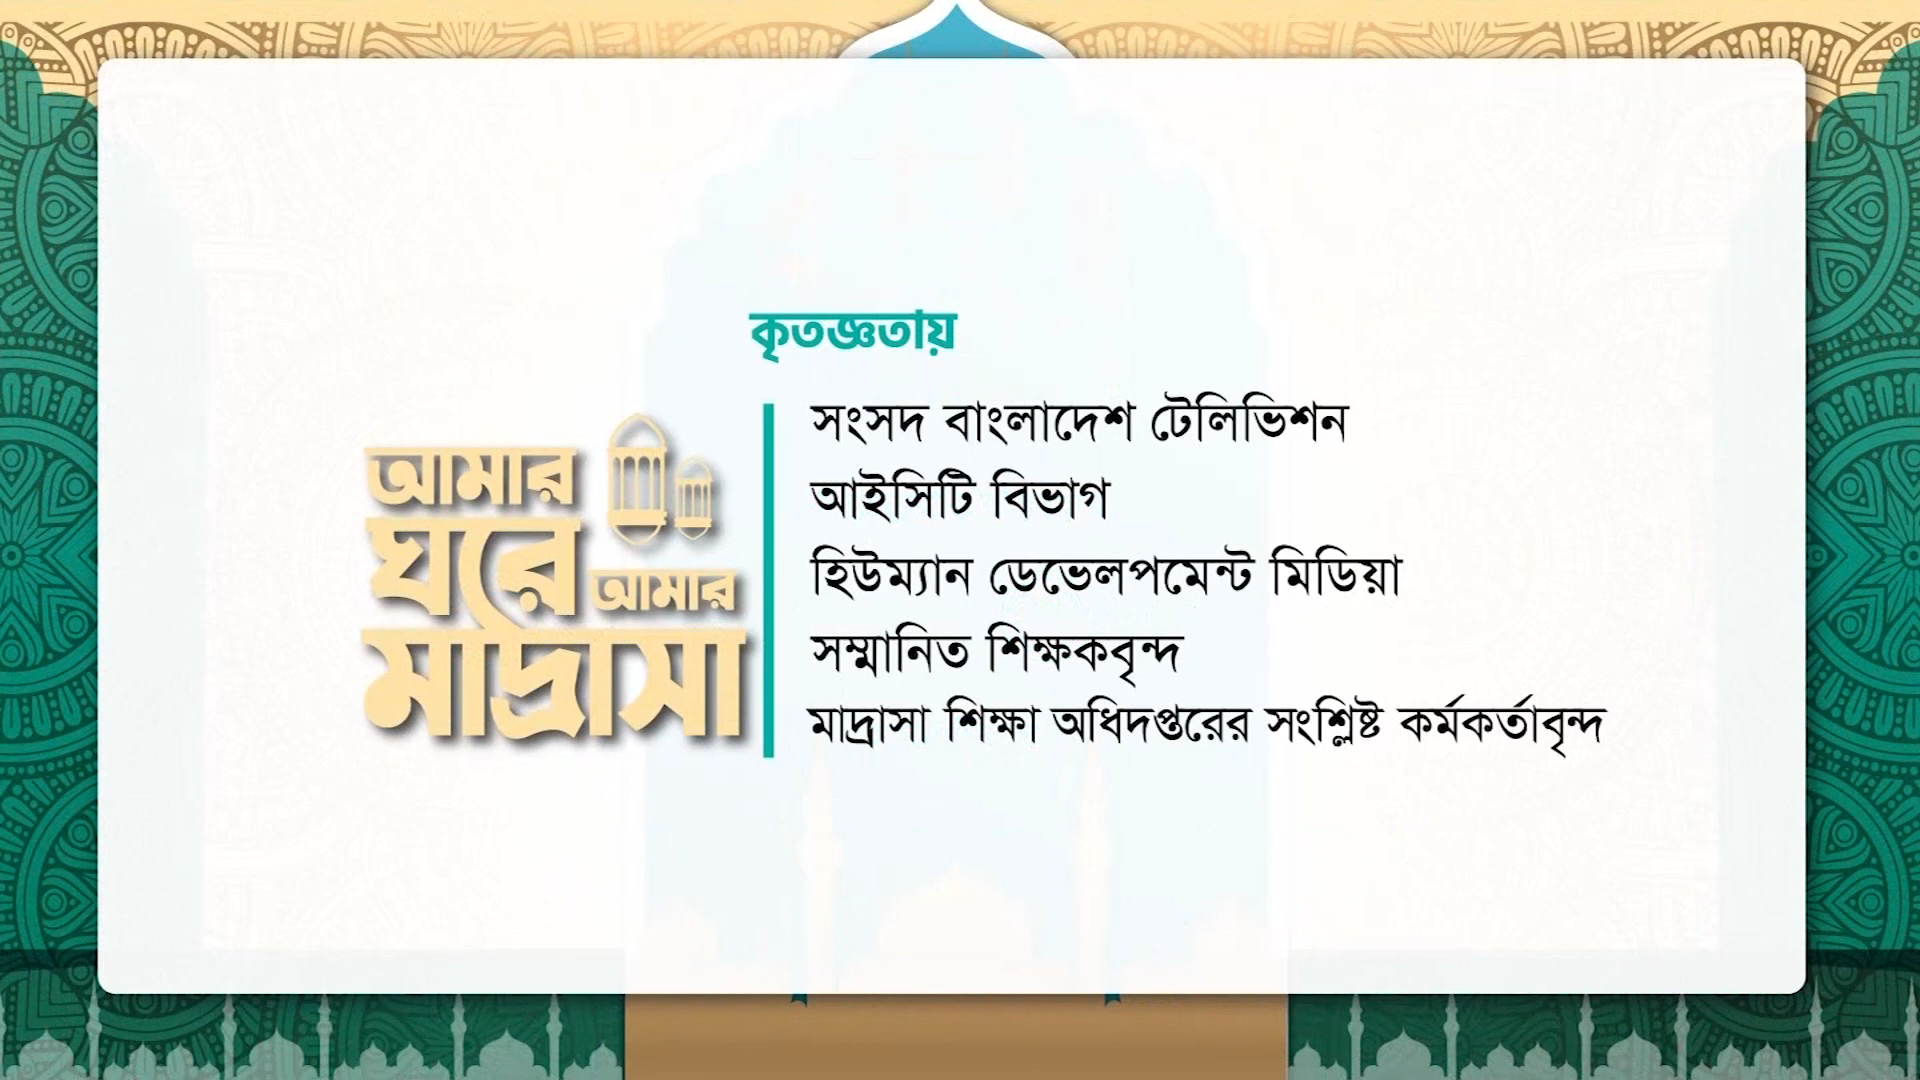 কৃতজ্ঞতায়
আমার
ঘরে আমার
মাদ্রাসা
সংসদ বাংলাদেশ টেলিভিশন
আইসিটি বিভাগ
হিউম্যান ডেভেলপমেন্ট মিডিয়া
সম্মানিত শিক্ষকবৃন্দ
মাদ্রাসা শিক্ষা অধিদপ্তরের সংশ্লিষ্ট কর্মকর্তাবৃন্দ